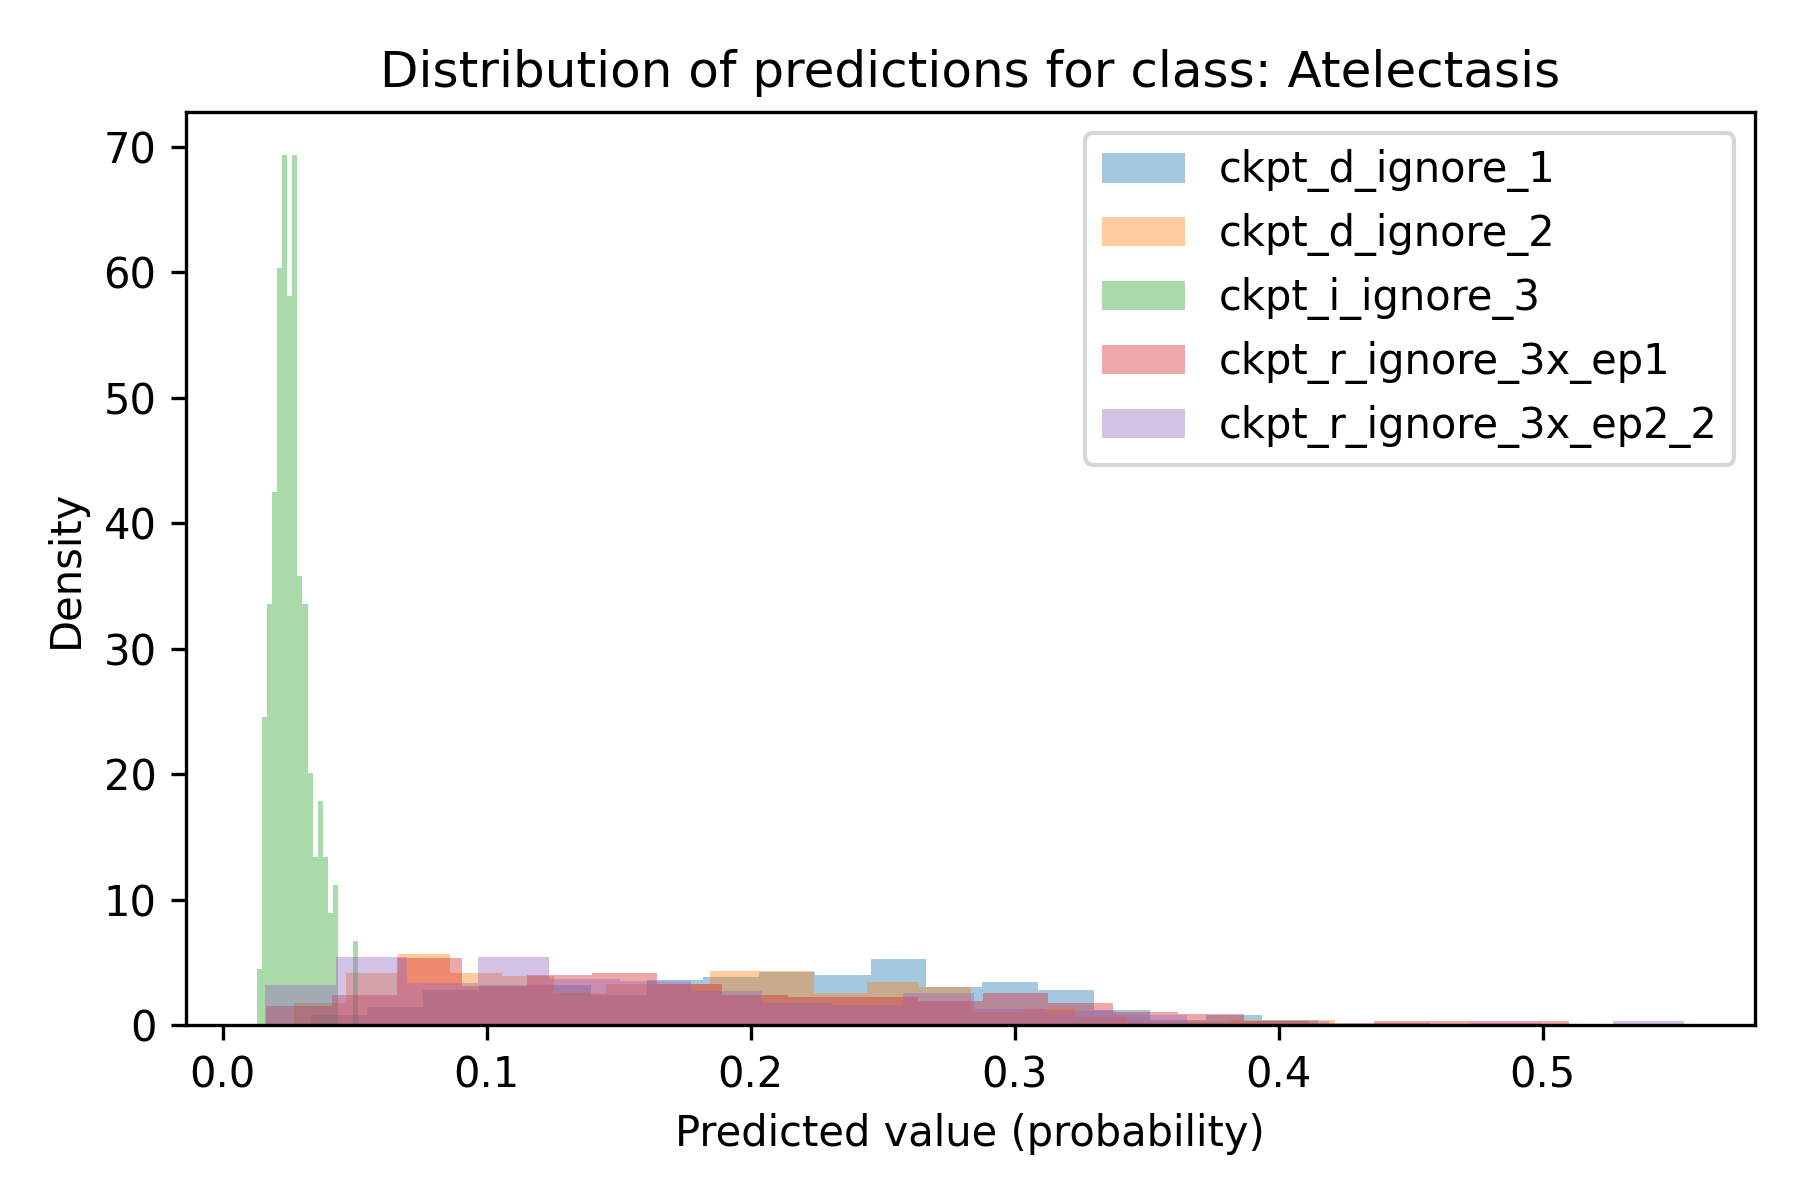 Distribution of predictions for class: Atelectasis
70
60
50
40
30
20
10
0
Density
ckpt_d_ignore_1
ckpt_d_ignore_2
ckpt_i_ignore_3
ckpt_r_ignore_3x_ep1
ckpt_r_ignore_3x_ep2_2
0.0 0.1 0.2 0.3 0.4 0.5
Predicted value (probability)